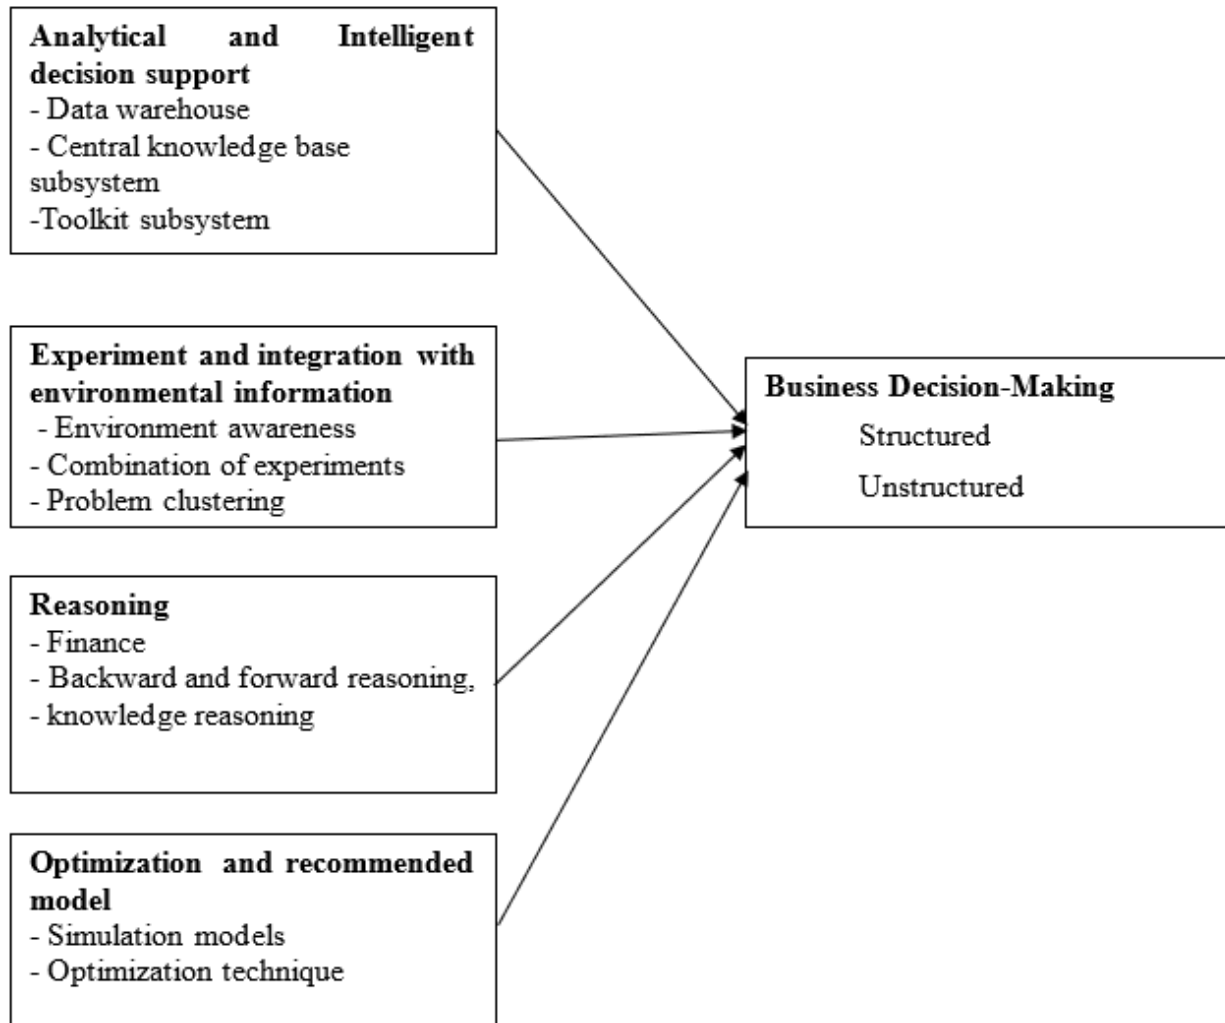 Analytical and Intelligent
decision support
- Data warehouse
- Central knowledge base
subsystem
-Toolkit subsystem
Experiment and integration with
environmental information
- Environment awareness
- Combination of experiments
- Problem clustering
Reasoning
- Finance
- Backward and forward reasoning,
- knowledge reasoning
Optimization and recommended
model
- Simulation models
- Optimization technique
Business Decision-Making
Structured
Unstructured